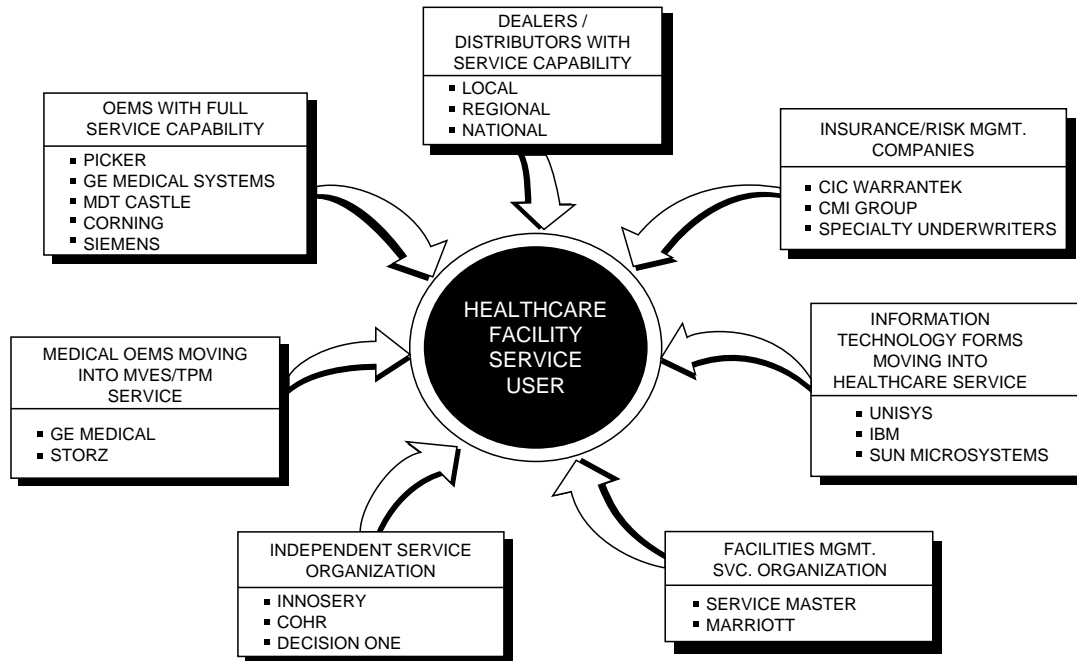 DEALERS /
DISTRIBUTORS WITH
SERVICE CAPABILITY
▪ LOCAL
▪ REGIONAL
▪ NATIONAL
OEMS WITH FULL
SERVICE CAPABILITY
▪ PICKER
▪ GE MEDICAL SYSTEMS
▪ MDT CASTLE
▪ CORNING
▪ SIEMENS
INSURANCE/RISK MGMT.
COMPANIES
▪ CIC WARRANTEK
▪ CMI GROUP
▪ SPECIALTY UNDERWRITERS
HEALTHCARE
FACILITY
SERVICE
USER
MEDICAL OEMS MOVING
INTO MVES/TPM
SERVICE
▪ GE MEDICAL
▪ STORZ
INFORMATION
TECHNOLOGY FORMS
MOVING INTO
HEALTHCARE SERVICE
▪ UNISYS
▪ IBM
▪ SUN MICROSYSTEMS
INDEPENDENT SERVICE
ORGANIZATION
▪ INNOSERY
▪ COHR
▪ DECISION ONE
FACILITIES MGMT.
SVC. ORGANIZATION
▪ SERVICE MASTER
▪ MARRIOTT